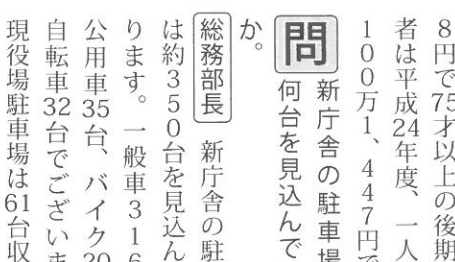 8円で75才以上の後期
者は平成24年度、一人
100万1、447円で
問 新庁舎の駐車場
何台を見込んで
か。
総務部長 新庁舎の駐
は約350台を見込ん
ります。一般車316
公用車35台、バイク20
自転車32台でございま
現役場駐車場は61台収